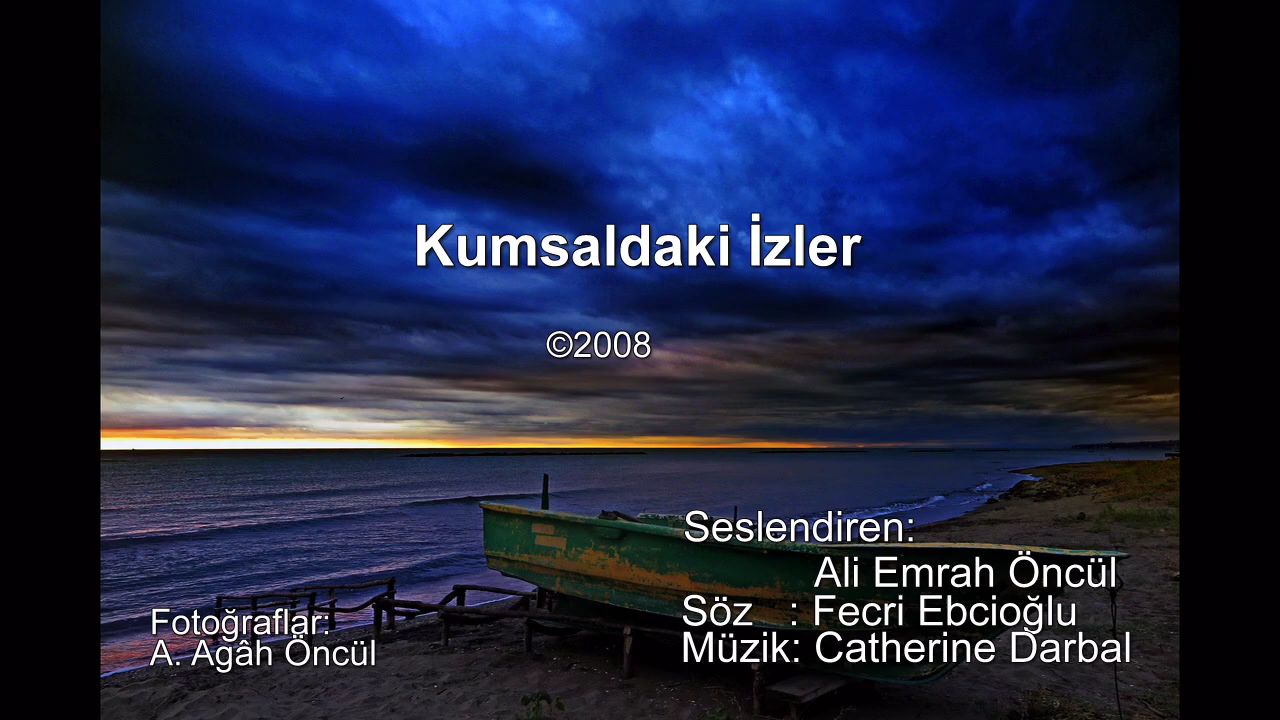 Kumsaldaki İzler
©2008
Seslendiren:
Ali Emrah Öncül
Söz : Fecri Ebcioğlu
Müzik: Catherine Darbal
Fotoğraflar:
A. Agâh Öncül